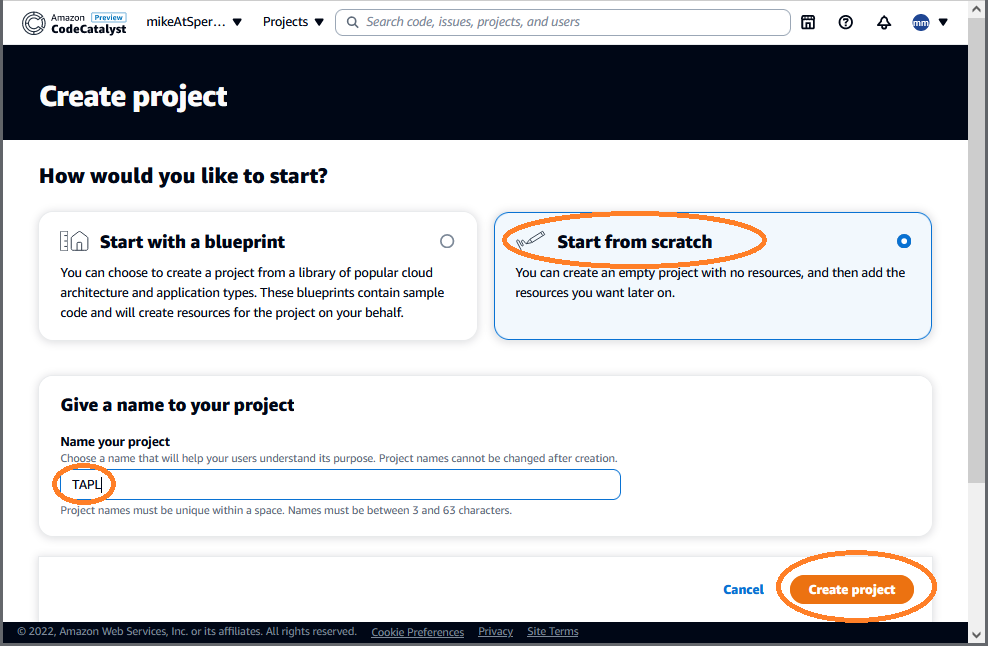 Amazon Preview
CodeCatalyst
mikeAtSper...
Projects
Search code, issues, projects, and users
mm
Create project
How would you like to start?
Start with a blueprint
You can choose to create a project from a library of popular cloud
architecture and application types. These blueprints contain sample
code and will create resources for the project on your behalf.
Start from scratch
You can create an empty project with no resources, and then add the
resources you want later on.
Give a name to your project
Name your project
Choose a name that will help your users understand its purpose. Project names cannot be changed after creation.
TAPL
Project names must be unique within a space. Names must be between 3 and 63 characters.
Cancel
Create project
© 2022, Amazon Web Services, Inc. or its affiliates. All rights reserved. Cookie Preferences Privacy Site Terms